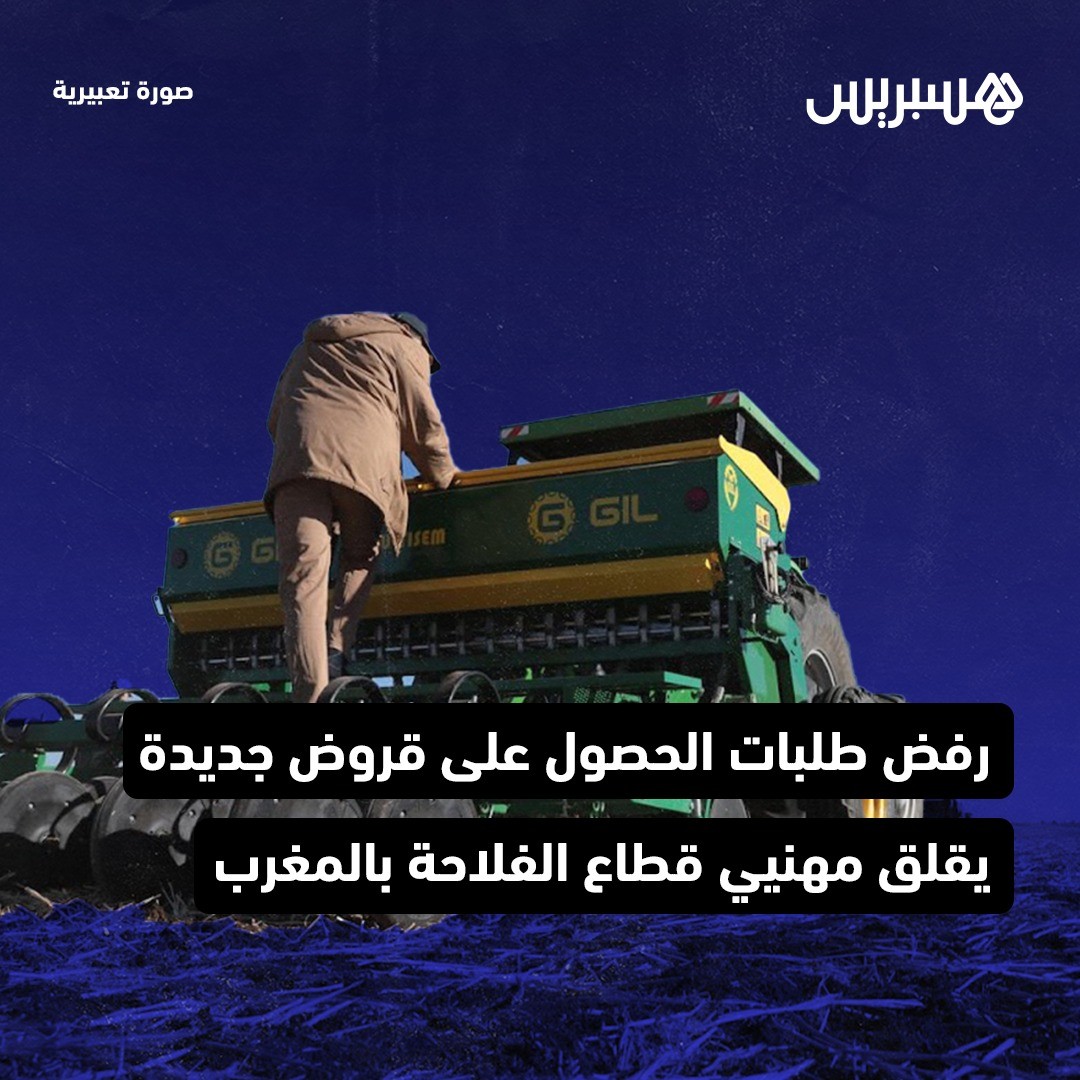 هسبريس
صورة تعبيرية
G GIL
G
رفض طلبات الحصول على قروض جديدة
يقلق مهنيي قطاع الفلاحة بالمغرب